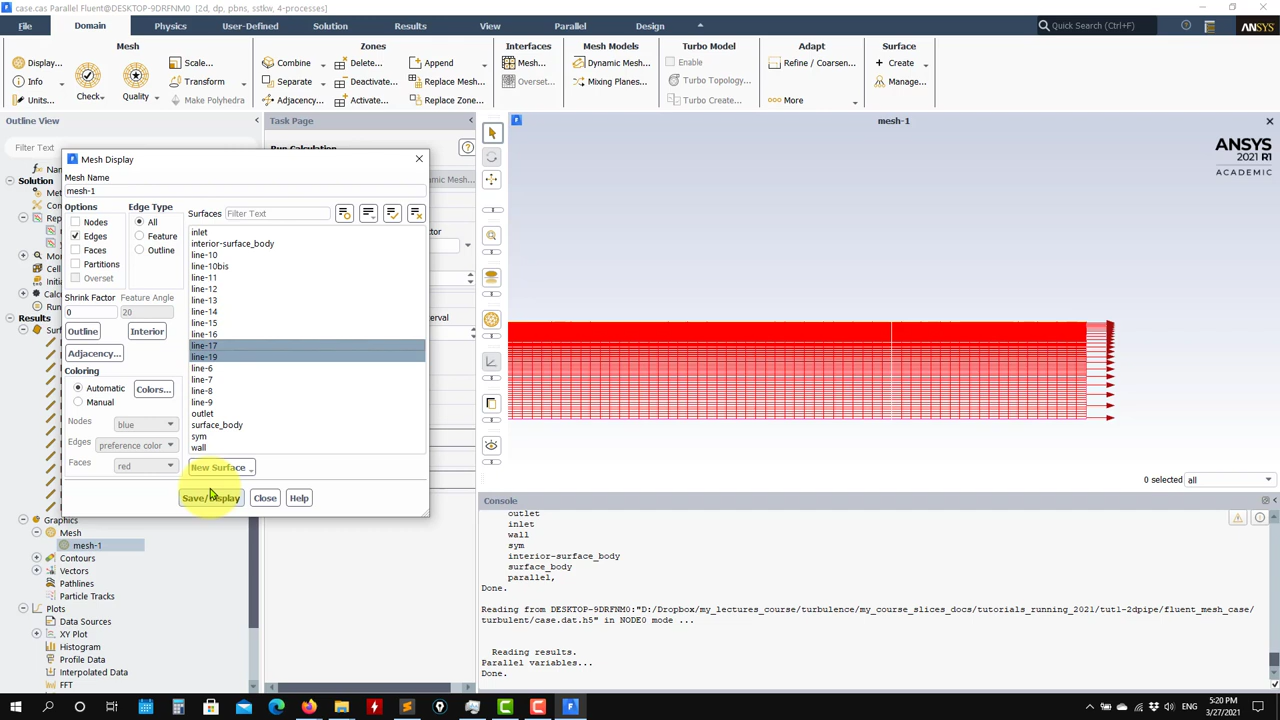 case.cas Parallel Fluent@DESKTOP-9DRFNM0 [2d, dp, pbns, sstkw, 4-processes]
File Domain Physics User-Defined Solution Results View Parallel Design Quick Search (Ctrl+F) ANSYS
Mesh Zones Interfaces Mesh Models Turbo Model Adapt Surface
Display... Scale... Combine Delete... Append Mesh... Dynamic Mesh... Enable Refine / Coarsen... Create
Info Transform Separate Deactivate... Replace Mesh... Overset... Mixing Planes... Turbo Topology... Manage...
Units... Check Quality Make Polyhedra Adjacency... Activate... Replace Zone... Turbo Create... More
Outline View Task Page mesh-1
Filter Text
Run Calculation
Solution
Results
ANSYS
2021 R1
ACADEMIC
Mesh Display
Mesh Name
mesh-1
Options Edge Type Surfaces Filter Text
Nodes All
Edges Feature
Faces Outline
Partitions
Overset
Shrink Factor Feature Angle
0 20
Outline Interior
Adjacency...
Coloring
Automatic Colors...
Manual
Nodes blue
Edges preference color
Faces red
inlet
interior-surface_body
line-10
line-10bis
line-11
line-12
line-13
line-14
line-15
line-16
line-17
line-19
line-6
line-7
line-8
line-9
outlet
surface_body
sym
wall
New Surface
Save/Display Close Help
Graphics
Mesh
mesh-1
Contours
Vectors
Pathlines
Particle Tracks
Plots
Data Sources
XY Plot
Histogram
Profile Data
Interpolated Data
FFT
0 selected all
Console
outlet
inlet
wall
sym
interior-surface_body
surface_body
parallel,
Done.
Reading from DESKTOP-9DRFNM0:"D:/Dropbox/my_lectures_course/turbulence/my_course_slices_docs/tutorials_running_2021/tut1-2dpipe/fluent_mesh_case/
turbulent/case.dat.h5" in NODE0 mode ...
Reading results.
Parallel variables...
Done.
ENG 5:20 PM
3/27/2021